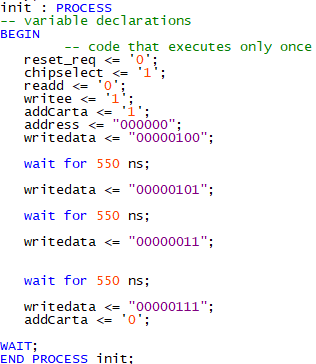 init : PROCESS
-- variable declarations
BEGIN
-- code that executes only once
reset_req <= '0';
chipselect <= '1';
readd <= '0';
writee <= '1';
addCarta <= '1';
address <= "000000";
writedata <= "00000100";
wait for 550 ns;
writedata <= "00000101";
wait for 550 ns;
writedata <= "00000011";
wait for 550 ns;
writedata <= "00000111";
addCarta <= '0';
WAIT;
END PROCESS init;